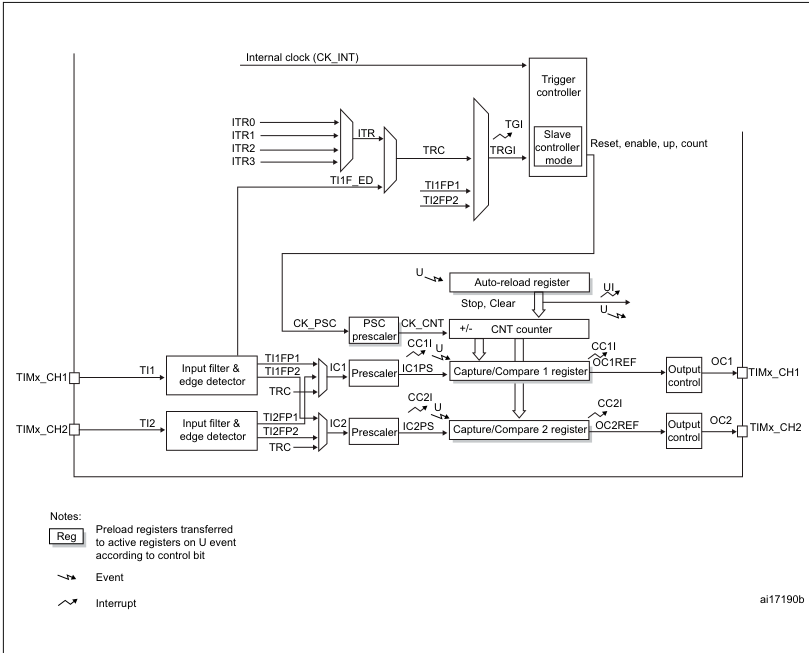 Internal clock (CK_INT)
Trigger
controller
ITR0
ITR1
ITR2
ITR3
ITR
TGI
TRC
TRGI
Slave
controller
mode
Reset, enable, up, count
TI1F_ED
TI1FP1
TI2FP2
U
Auto-reload register
UI
Stop, Clear
U
CK_PSC
PSC
prescaler
CK_CNT
+/-
CNT counter
CC1I
U
CC1I
TIMx_CH1
TI1
Input filter &
edge detector
TI1FP1
TI1FP2
TRC
IC1
Prescaler
IC1PS
Capture/Compare 1 register
OC1REF
Output
control
OC1
TIMx_CH1
CC2I
U
CC2I
TIMx_CH2
TI2
Input filter &
edge detector
TI2FP1
TI2FP2
TRC
IC2
Prescaler
IC2PS
Capture/Compare 2 register
OC2REF
Output
control
OC2
TIMx_CH2
Notes:
Reg
Preload registers transferred
to active registers on U event
according to control bit
Event
Interrupt
ai17190b